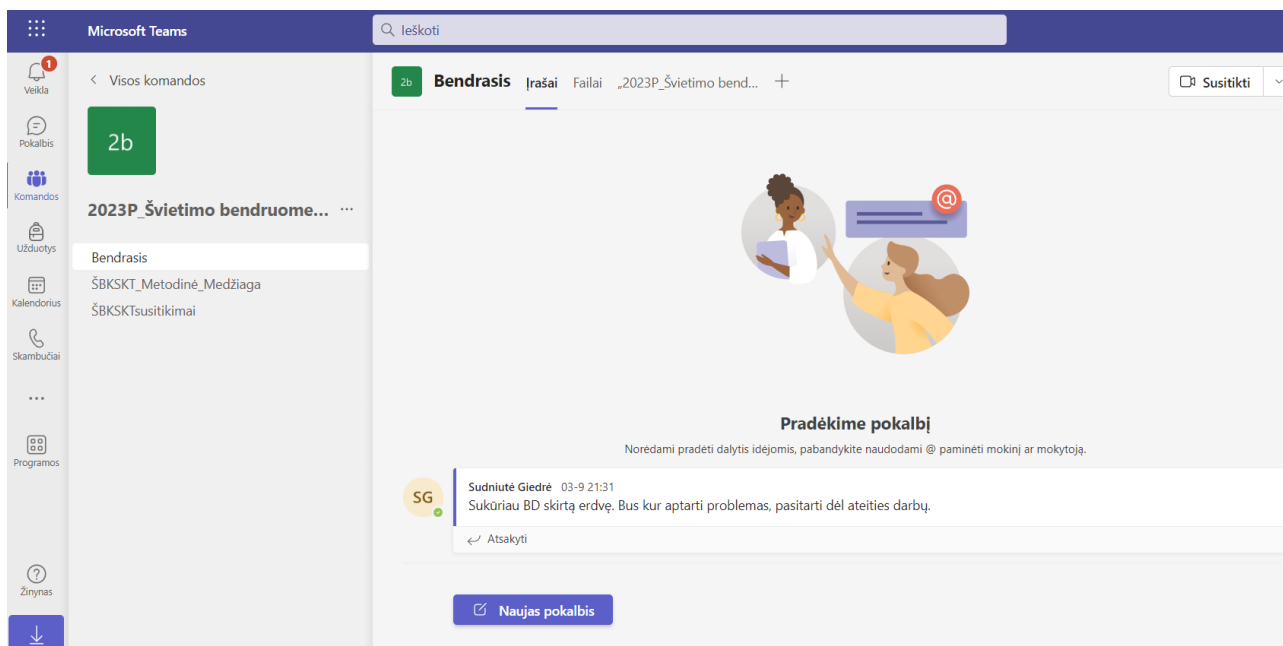 Microsoft Teams
Ieškoti
1
Veikla
Pokalbis
Komandos
Užduotys
Kalendorius
Skambučiai
Programos
Žinynas
Visos komandos
2b
2023P_Švietimo bendruome... ...
Bendrasis
ŠBKSKT_Metodinė_Medžiaga
ŠBKSKTsusitikimai
2b Bendrasis Įrašai Failai „2023P_Švietimo bend... +
Susitikti
@
Pradėkime pokalbį
Norėdami pradėti dalytis idėjomis, pabandykite naudodami @ paminėti mokinį ar mokytoją.
SG
Sudniutė Giedrė 03-9 21:31
Sukūriau BD skirtą erdvę. Bus kur aptarti problemas, pasitarti dėl ateities darbų.
Atsakyti
Naujas pokalbis